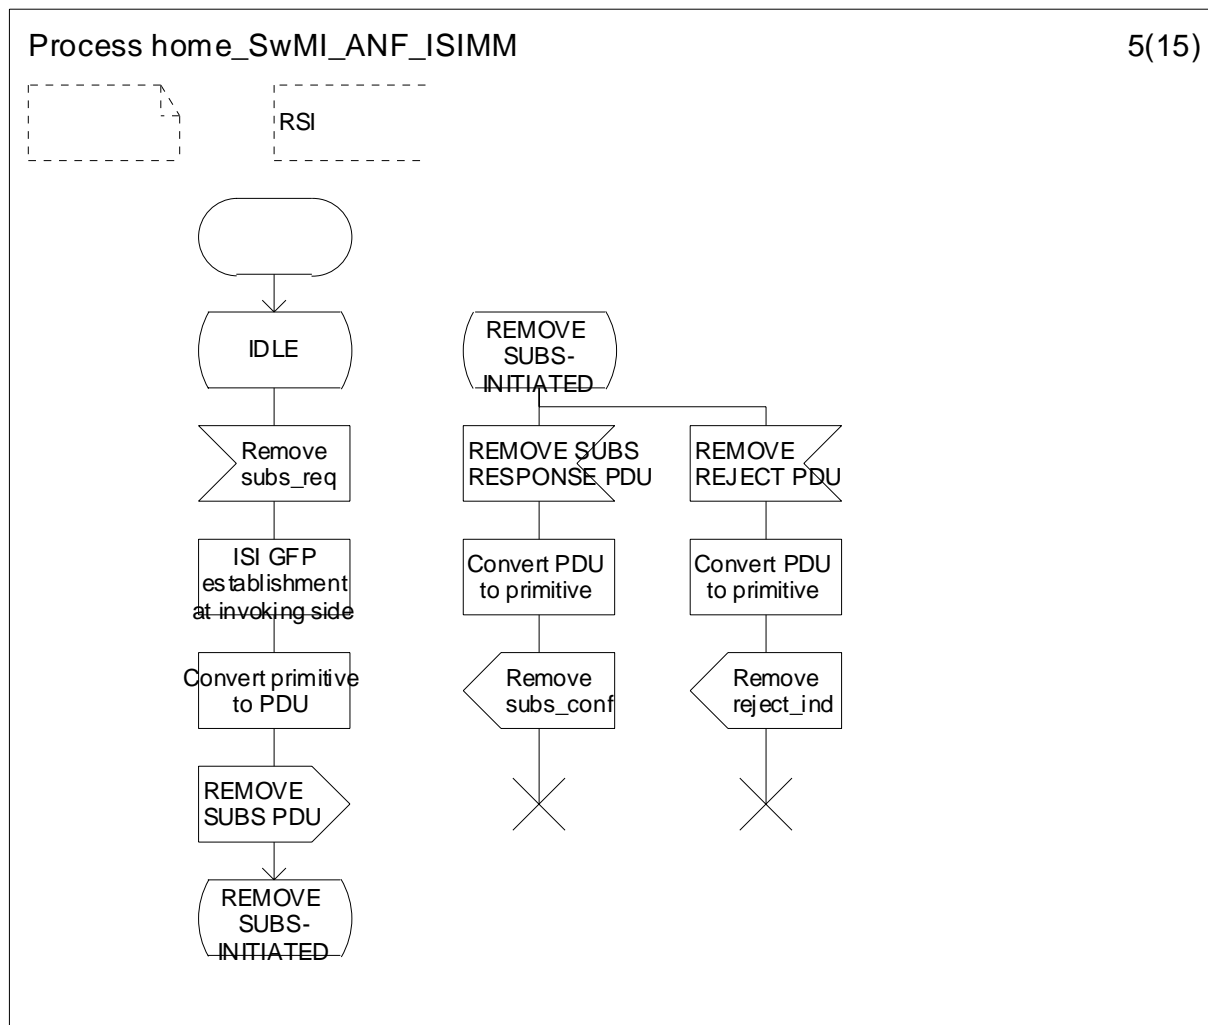 Process home_SwMI_ANF_ISIMM
5(15)
RSI
IDLE
Remove
subs_req
ISI GFP
establishment
at invoking side
Convert primitive
to PDU
REMOVE
SUBS PDU
REMOVE
SUBS-
INITIATED
REMOVE
SUBS-
INITIATED
REMOVE SUBS
RESPONSE PDU
Convert PDU
to primitive
Remove
subs_conf
REMOVE
REJECT PDU
Convert PDU
to primitive
Remove
reject_ind